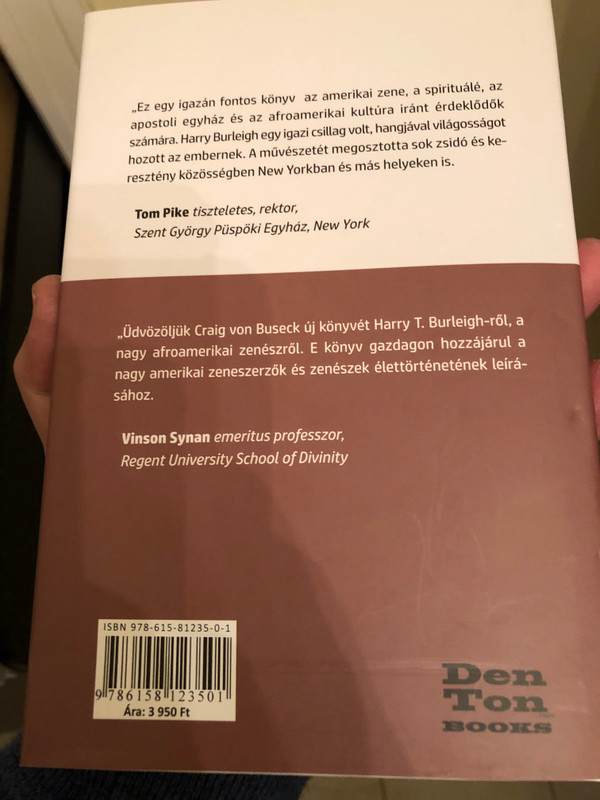 „Ez egy igazán fontos könyv az amerikai zene, a spirituálé, az
apostoli egyház és az afroamerikai kultúra iránt érdeklődők
számára. Harry Burleigh egy igazi csillag volt, hangjával világosságot
hozott az embernek. A művészetét megosztotta sok zsidó és ke-
resztény közösségben New Yorkban és más helyeken is.
Tom Pike tiszteletes, rektor,
Szent György Püspöki Egyház, New York
„Üdvözöljük Craig von Buseck új könyvét Harry T. Burleigh-ről, a
nagy afroamerikai zenészről. E könyv gazdagon hozzájárul a
nagy amerikai zeneszerzők és zenészek élettörténetének leírá-
sához.
Vinson Synan emeritus professzor,
Regent University School of Divinity
ISBN 978-615-81235-0-1
9 786158 123501
Ára: 3 950 Ft
Den
Ton
BOOKS